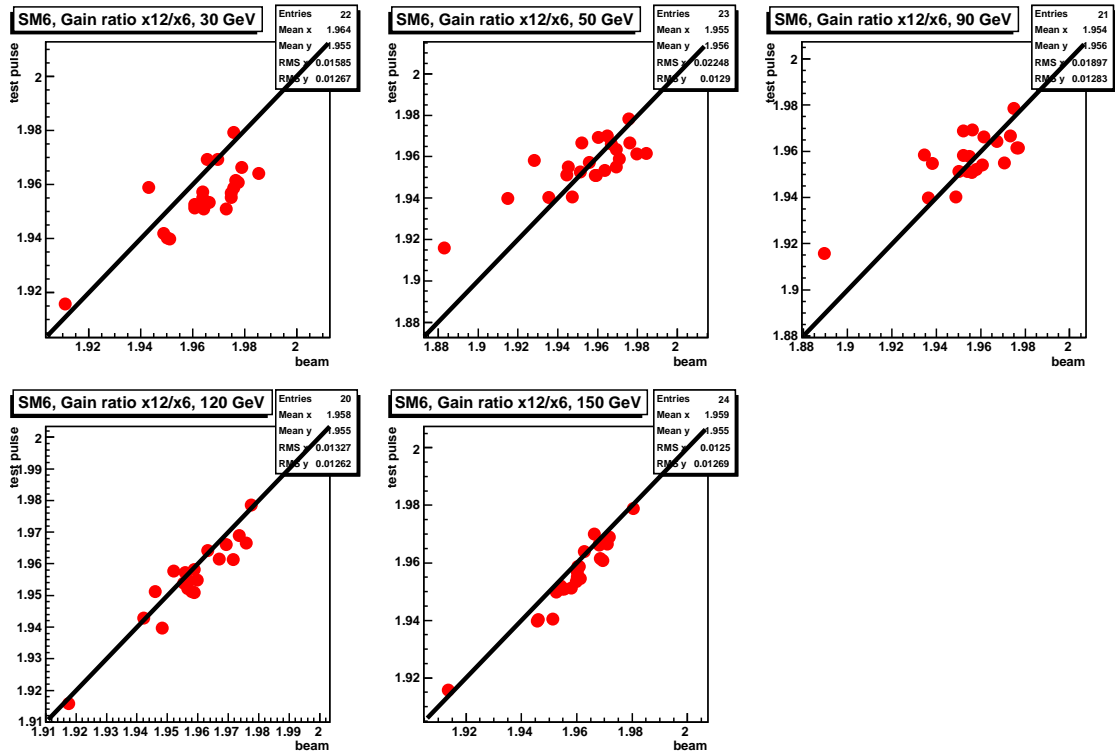 SM6, Gain ratio x12/x6, 30 GeV
Entries 22
Mean x 1.964
Mean y 1.955
RMS x 0.01585
RMS y 0.01267
test pulse
2
1.98
1.96
1.94
1.92
1.92 1.94 1.96 1.98 2
beam
SM6, Gain ratio x12/x6, 50 GeV
Entries 23
Mean x 1.955
Mean y 1.956
RMS x 0.02248
RMS y 0.0129
test pulse
2
1.98
1.96
1.94
1.92
1.9
1.88
1.88 1.9 1.92 1.94 1.96 1.98 2
beam
SM6, Gain ratio x12/x6, 90 GeV
Entries 21
Mean x 1.954
Mean y 1.956
RMS x 0.01897
RMS y 0.01283
test pulse
2
1.98
1.96
1.94
1.92
1.9
1.88
1.88 1.9 1.92 1.94 1.96 1.98 2
beam
SM6, Gain ratio x12/x6, 120 GeV
Entries 20
Mean x 1.958
Mean y 1.955
RMS x 0.01327
RMS y 0.01262
test pulse
2
1.99
1.98
1.97
1.96
1.95
1.94
1.93
1.92
1.91
1.91 1.92 1.93 1.94 1.95 1.96 1.97 1.98 1.99 2
beam
SM6, Gain ratio x12/x6, 150 GeV
Entries 24
Mean x 1.959
Mean y 1.955
RMS x 0.0125
RMS y 0.01269
test pulse
2
1.98
1.96
1.94
1.92
1.92 1.94 1.96 1.98 2
beam